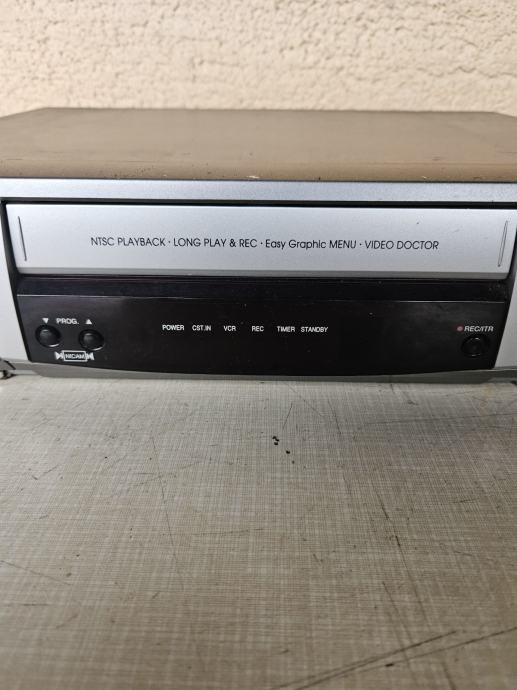 NTSC PLAYBACK · LONG PLAY & REC · Easy Graphic MENU · VIDEO DOCTOR
▼ PROG. ▲
POWER CST.IN VCR REC TIMER STANDBY
REC/ITR
NICAM